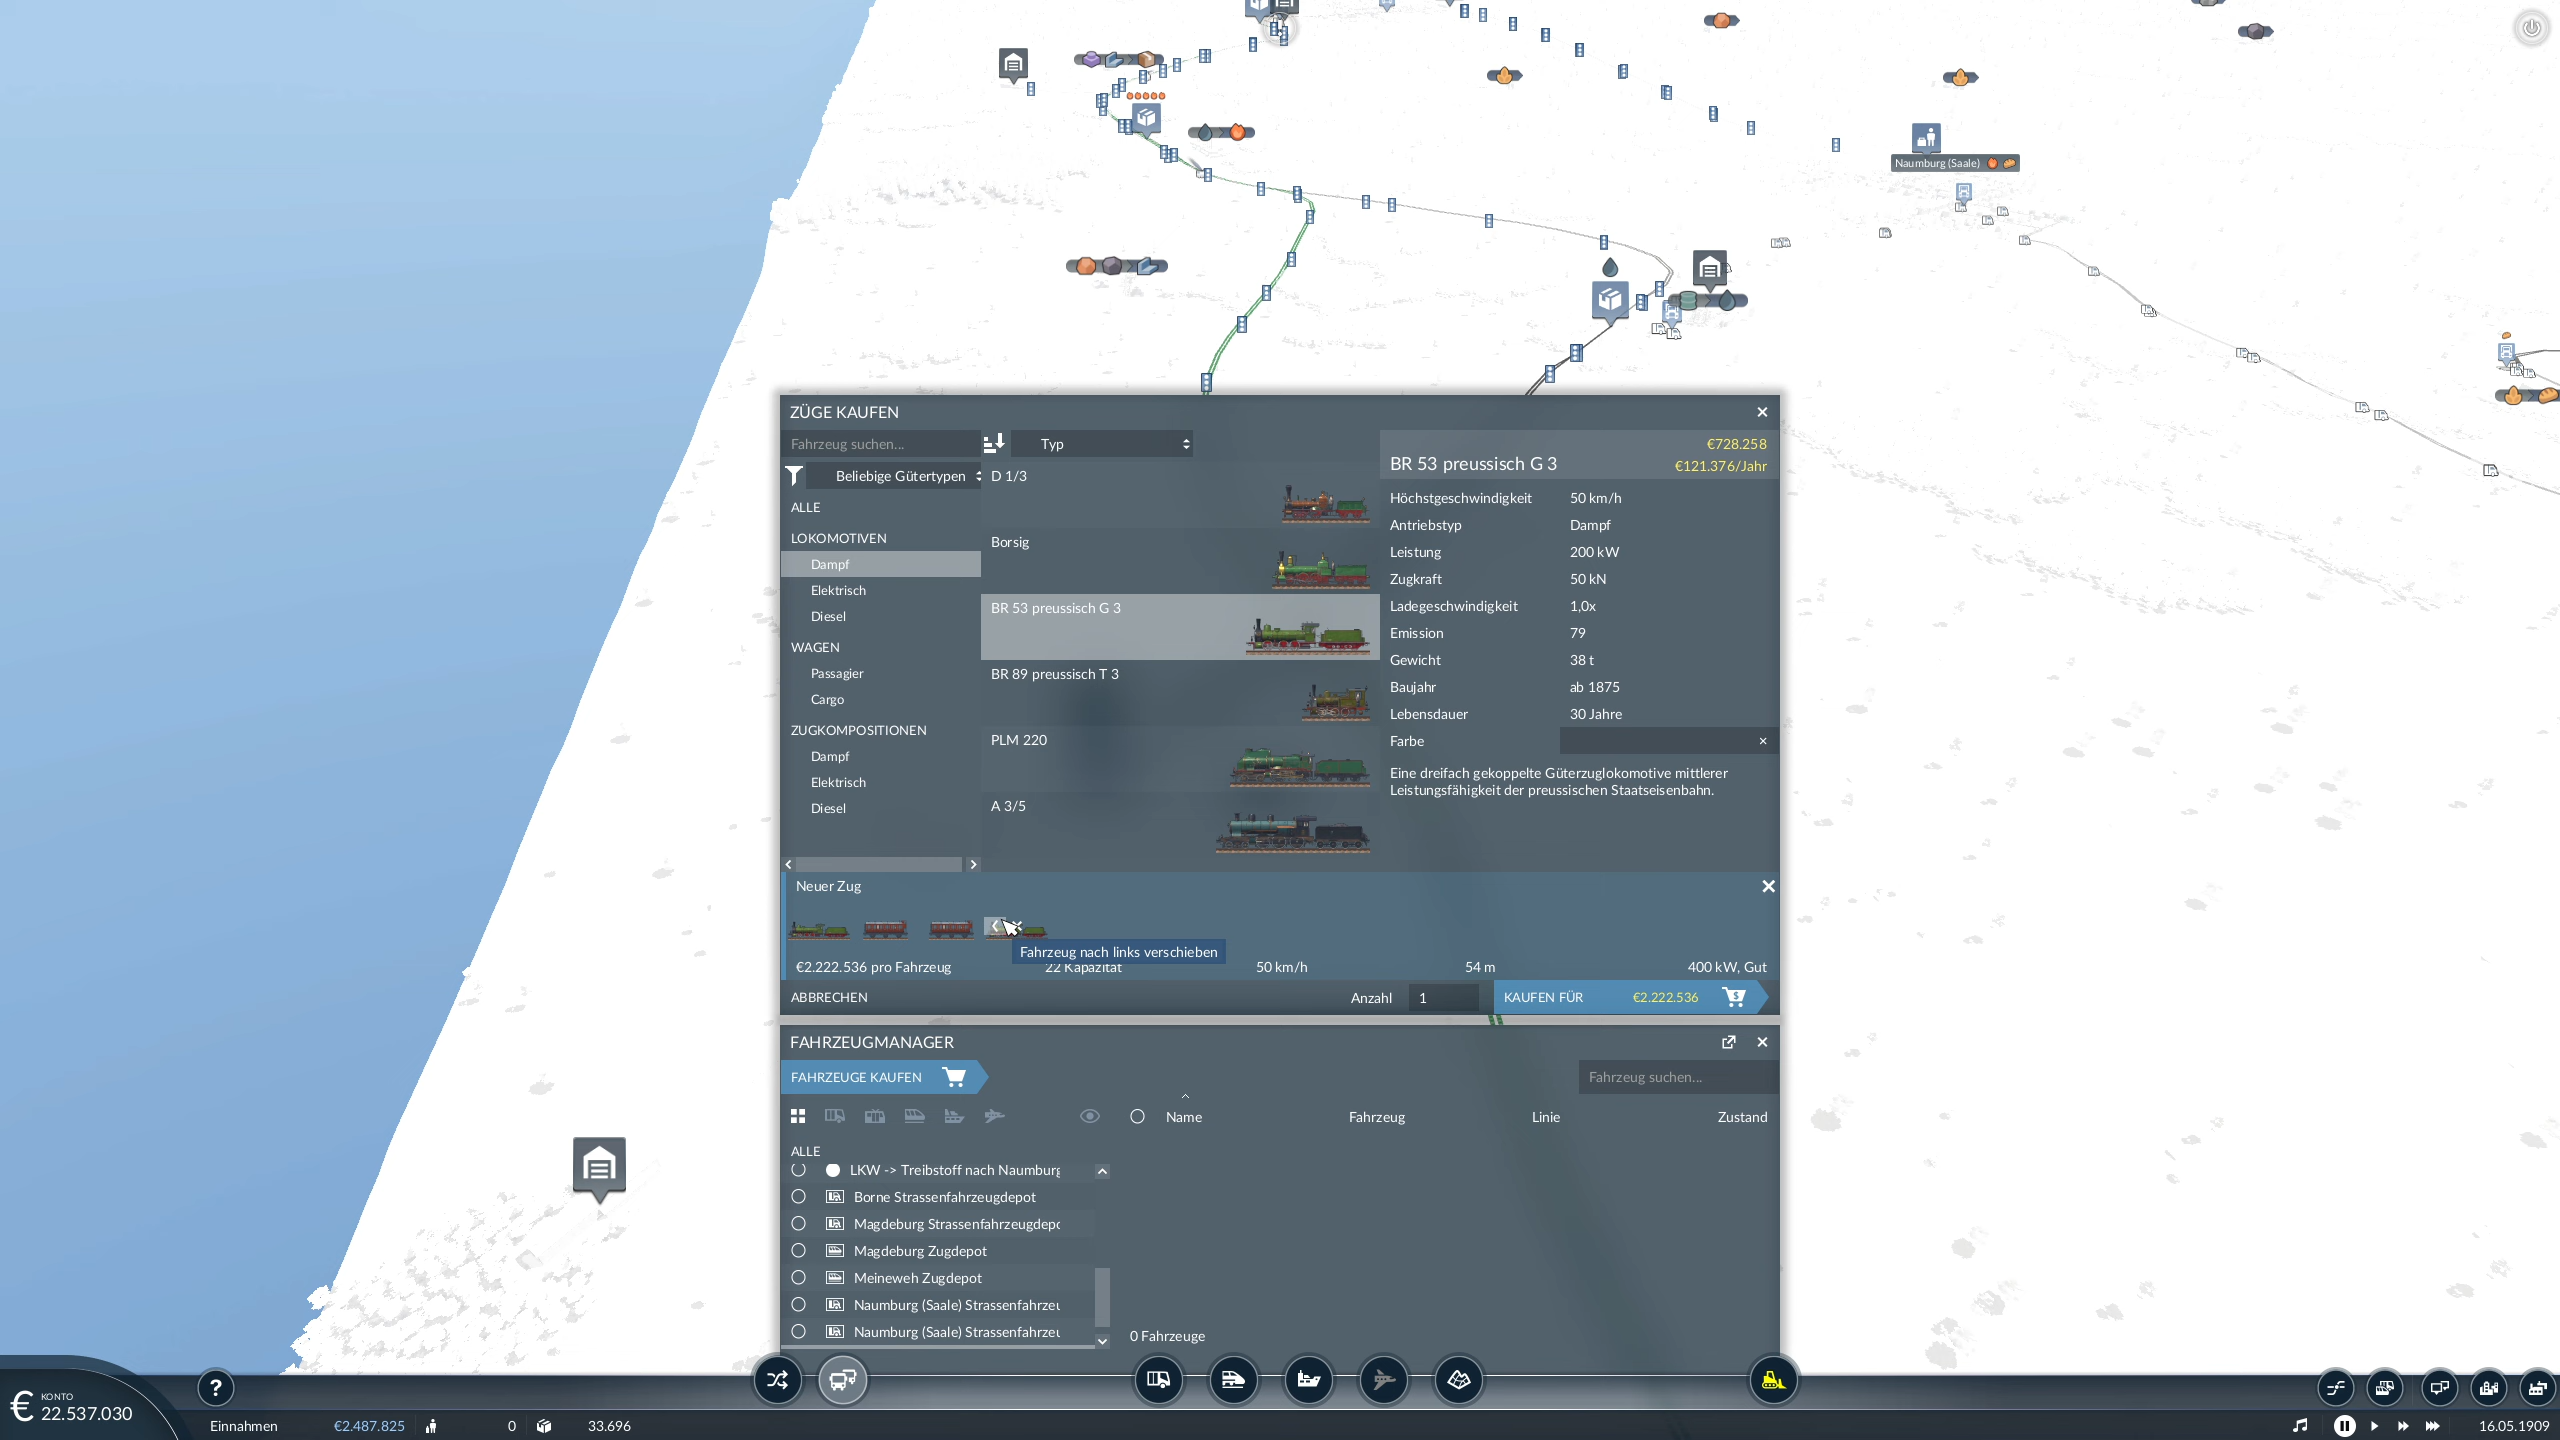 Naumburg (Saale)
ZÜGE KAUFEN
Fahrzeug suchen...
Typ
Beliebige Gütertypen
ALLE
LOKOMOTIVEN
Dampf
Elektrisch
Diesel
WAGEN
Passagier
Cargo
ZUGKOMPOSITIONEN
Dampf
Elektrisch
Diesel
D 1/3
Borsig
BR 53 preussisch G 3
BR 89 preussisch T 3
PLM 220
A 3/5
€728.258
BR 53 preussisch G 3
€121.376/Jahr
Höchstgeschwindigkeit 50 km/h
Antriebstyp Dampf
Leistung 200 kW
Zugkraft 50 kN
Ladegeschwindigkeit 1,0x
Emission 79
Gewicht 38 t
Baujahr ab 1875
Lebensdauer 30 Jahre
Farbe
Eine dreifach gekoppelte Güterzuglokomotive mittlerer
Leistungsfähigkeit der preussischen Staatseisenbahn.
Neuer Zug
Fahrzeug nach links verschieben
€2.222.536 pro Fahrzeug 22 Kapazität 50 km/h 54 m 400 kW, Gut
ABBRECHEN Anzahl 1 KAUFEN FÜR €2.222.536
FAHRZEUGMANAGER
FAHRZEUGE KAUFEN
Fahrzeug suchen...
Name Fahrzeug Linie Zustand
ALLE
LKW -> Treibstoff nach Naumburg
Borne Strassenfahrzeugdepot
Magdeburg Strassenfahrzeugdepo
Magdeburg Zugdepot
Meineweh Zugdepot
Naumburg (Saale) Strassenfahrzeu
Naumburg (Saale) Strassenfahrzeu
0 Fahrzeuge
KONTO
€ 22.537.030
?
Einnahmen €2.487.825 0 33.696
16.05.1909